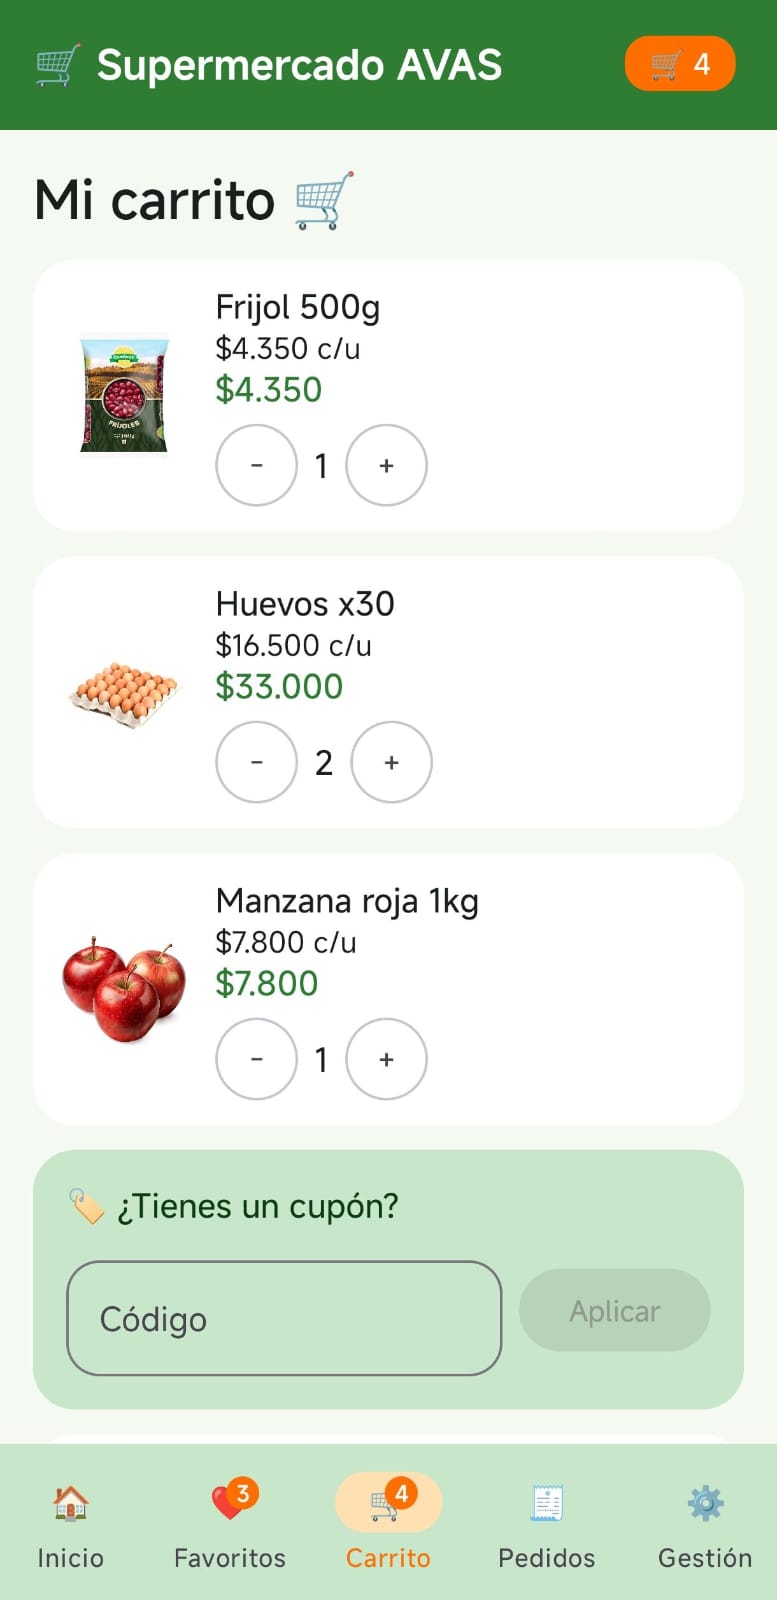 Supermercado AVAS
4
Mi carrito
Frijol 500g
$4.350 c/u
$4.350
- 1 +
FRIJOLES
Huevos x30
$16.500 c/u
$33.000
- 2 +
Manzana roja 1kg
$7.800 c/u
$7.800
- 1 +
¿Tienes un cupón?
Código
Aplicar
3
4
Inicio
Favoritos
Carrito
Pedidos
Gestión